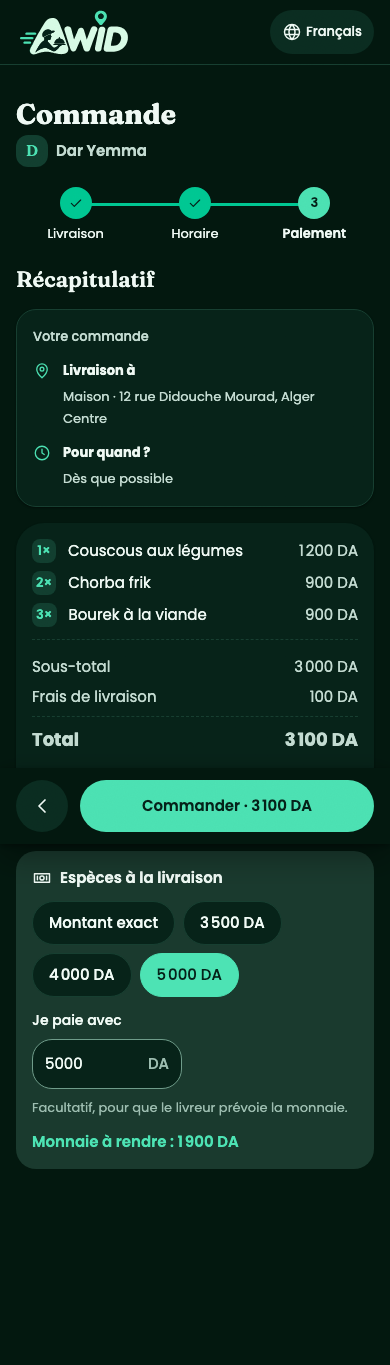 AWID
Français
Commande
D Dar Yemma
3
Livraison Horaire Paiement
Récapitulatif
Votre commande
Livraison à
Maison · 12 rue Didouche Mourad, Alger
Centre
Pour quand ?
Dès que possible
1× Couscous aux légumes 1 200 DA
2× Chorba frik 900 DA
3× Bourek à la viande 900 DA
Sous-total 3 000 DA
Frais de livraison 100 DA
Total 3 100 DA
Commander · 3 100 DA
Espèces à la livraison
Montant exact 3 500 DA
4 000 DA 5 000 DA
Je paie avec
5000 DA
Facultatif, pour que le livreur prévoie la monnaie.
Monnaie à rendre : 1 900 DA